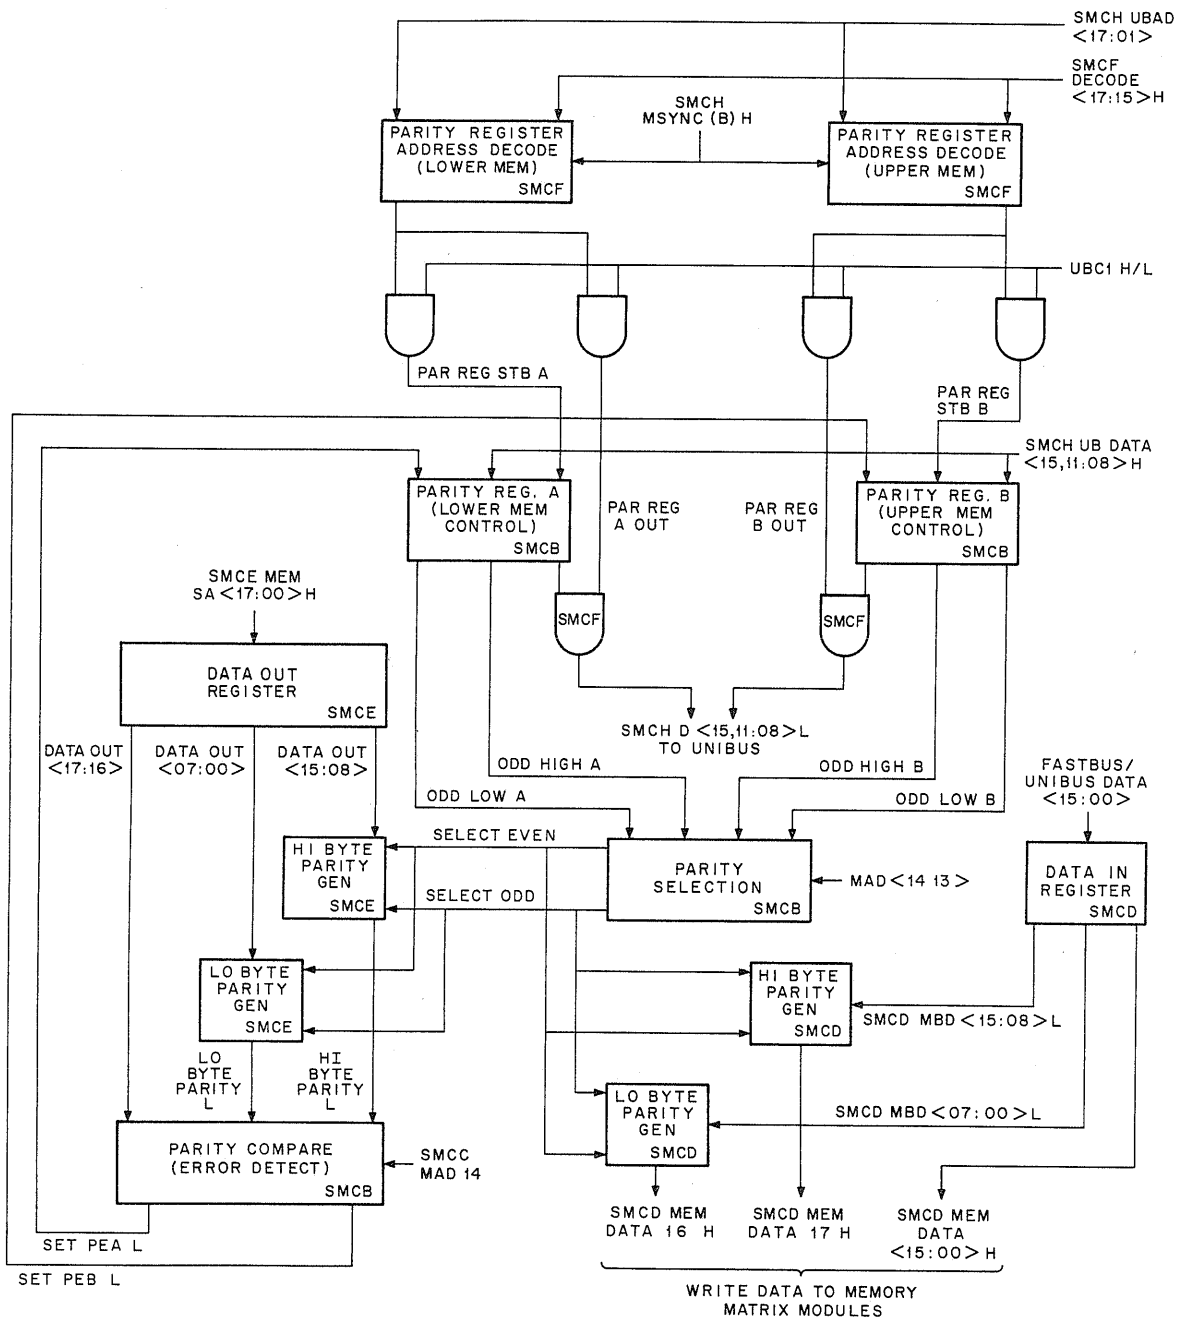 SMCH UBAD
<17:01>
SMCF
DECODE
<17:15>H
SMCH
MSYNC (B) H
PARITY REGISTER
ADDRESS DECODE
(LOWER MEM)
SMCF
PARITY REGISTER
ADDRESS DECODE
(UPPER MEM)
SMCF
UBC1 H/L
PAR REG STB A
PAR REG
STB B
SMCH UB DATA
<15,11:08>H
PARITY REG. A
(LOWER MEM
CONTROL)
SMCB
PAR REG
A OUT
PAR REG
B OUT
PARITY REG. B
(UPPER MEM
CONTROL)
SMCB
SMCE MEM
SA<17:00>H
SMCF
SMCF
DATA OUT
REGISTER
SMCE
SMCH D <15,11:08>L
TO UNIBUS
DATA OUT
<17:16>
DATA OUT
<07:00>
DATA OUT
<15:08>
ODD HIGH A
ODD HIGH B
ODD LOW A
ODD LOW B
FASTBUS/
UNIBUS DATA
<15:00>
SELECT EVEN
HI BYTE
PARITY
GEN
SMCE
SELECT ODD
PARITY
SELECTION
SMCB
MAD<14 13>
DATA IN
REGISTER
SMCD
LO BYTE
PARITY
GEN
SMCE
HI BYTE
PARITY
GEN
SMCD
SMCD MBD<15:08>L
LO
BYTE
PARITY
L
HI
BYTE
PARITY
L
LO BYTE
PARITY
GEN
SMCD
SMCD MBD<07:00>L
PARITY COMPARE
(ERROR DETECT)
SMCB
SMCC
MAD 14
SMCD MEM
DATA 16 H
SMCD MEM
DATA 17 H
SMCD MEM
DATA
<15:00>H
SET PEA L
SET PEB L
WRITE DATA TO MEMORY
MATRIX MODULES